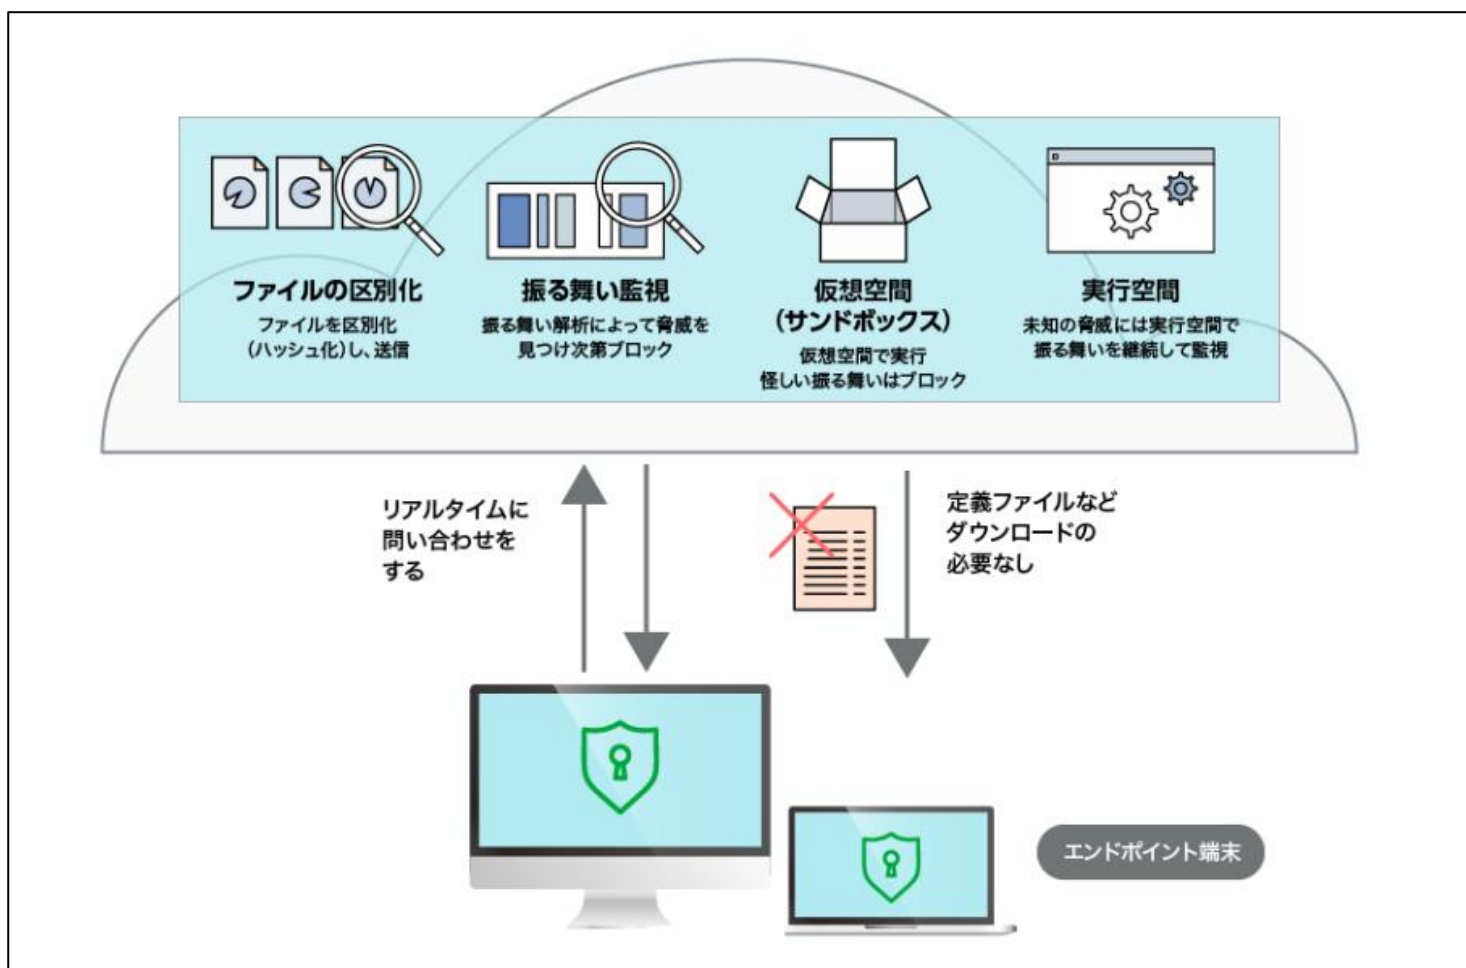 ファイルの区別化
ファイルを区別化
（ハッシュ化）し、送信
振る舞い監視
振る舞い解析によって脅威を
見つけ次第ブロック
仮想空間
（サンドボックス）
仮想空間で実行
怪しい振る舞いはブロック
実行空間
未知の脅威には実行空間で
振る舞いを継続して監視
リアルタイムに
問い合わせを
する
定義ファイルなど
ダウンロードの
必要なし
エンドポイント端末